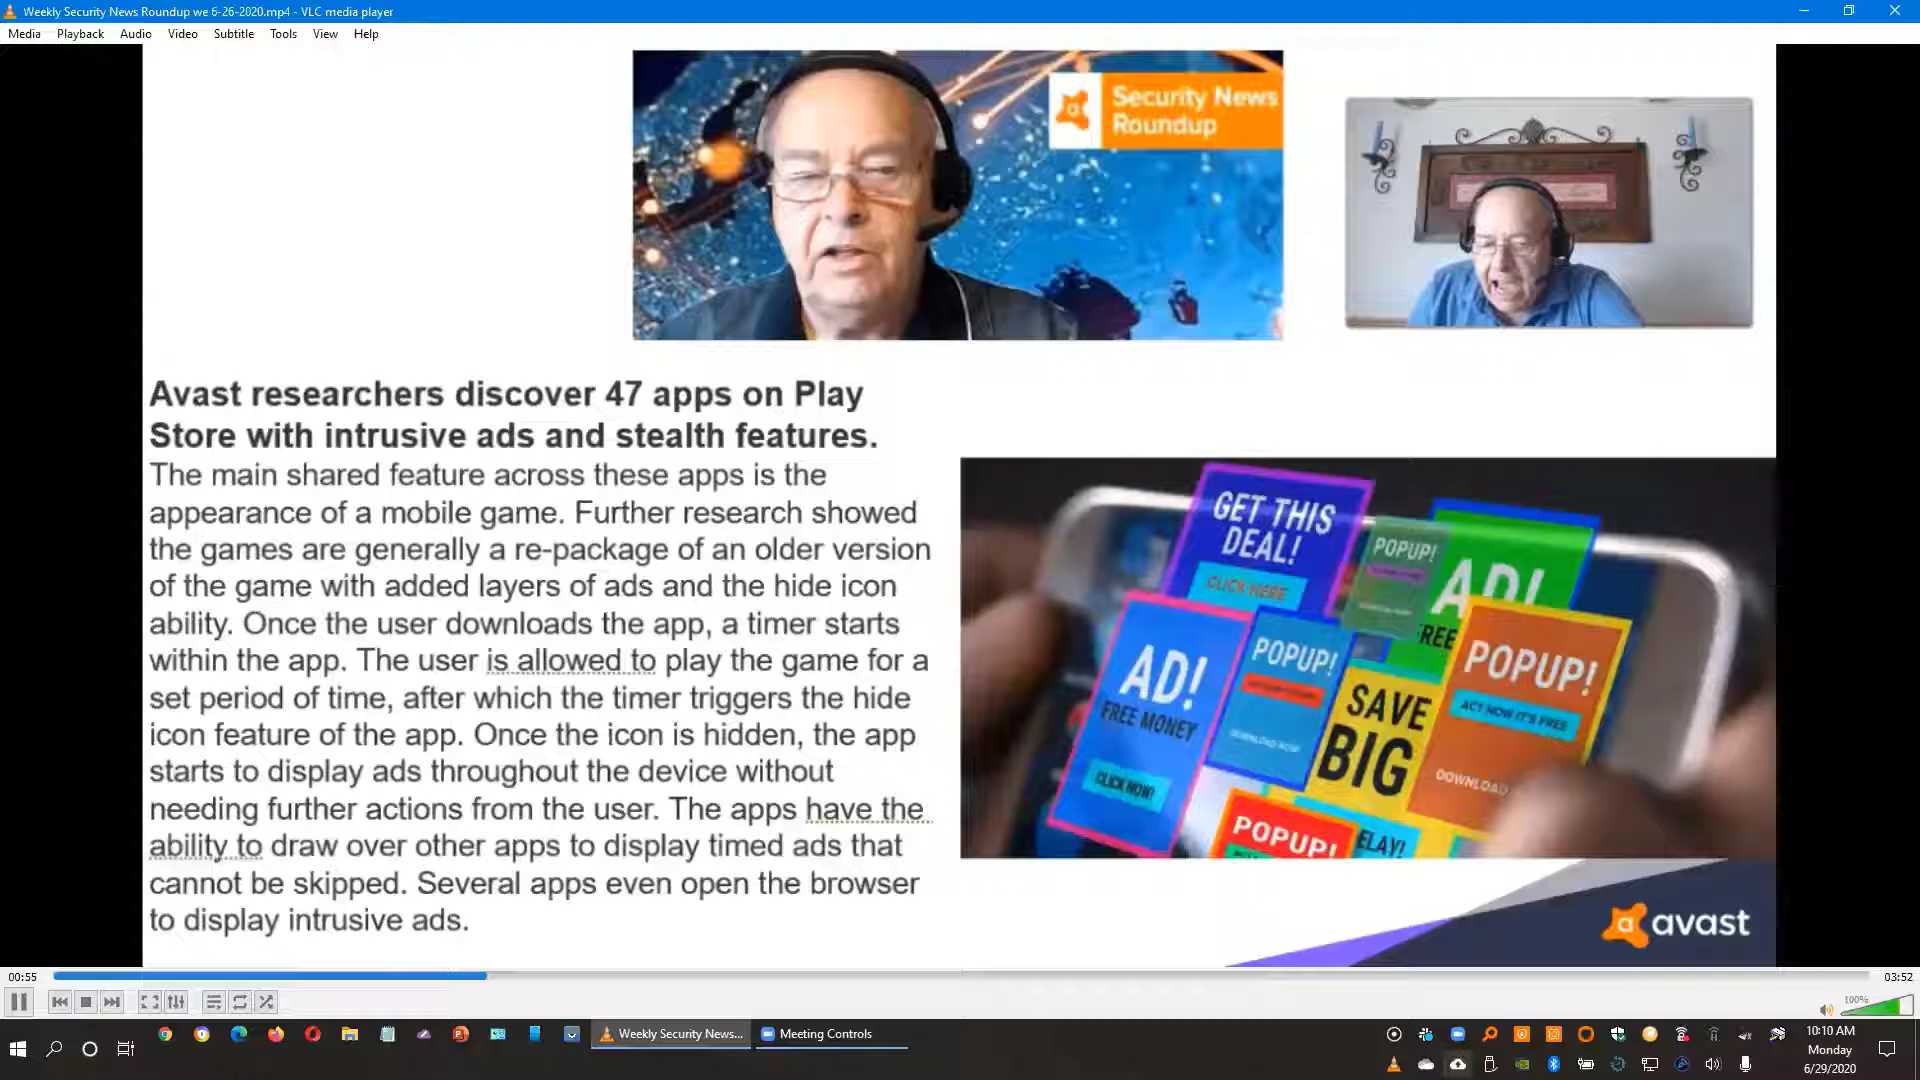 Weekly Security News Roundup we 6-26-2020.mp4 - VLC media player
Media Playback Audio Video Subtitle Tools View Help
Security News
Roundup
Avast researchers discover 47 apps on Play
Store with intrusive ads and stealth features.
The main shared feature across these apps is the
appearance of a mobile game. Further research showed
the games are generally a re-package of an older version
of the game with added layers of ads and the hide icon
ability. Once the user downloads the app, a timer starts
within the app. The user is allowed to play the game for a
set period of time, after which the timer triggers the hide
icon feature of the app. Once the icon is hidden, the app
starts to display ads throughout the device without
needing further actions from the user. The apps have the
ability to draw over other apps to display timed ads that
cannot be skipped. Several apps even open the browser
to display intrusive ads.
GET THIS
DEAL!
CLICK HERE
POPUP!
AD!
FREE
AD!
FREE MONEY
CLICK NOW!
POPUP!
DOWNLOAD NOW
SAVE
BIG
POPUP!
ACT NOW IT'S FREE
DOWNLOAD
POPUP!
ELAY!
avast
00:55
03:52
100%
Weekly Security News...
Meeting Controls
10:10 AM
Monday
6/29/2020